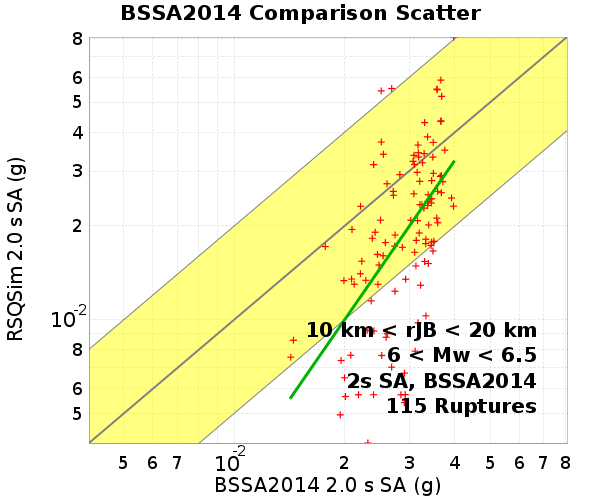 BSSA2014 Comparison Scatter
RSQSim 2.0 s SA (g)
8
6
5
4
3
2
10-2
8
6
5
10 km < rJB < 20 km
6 < Mw < 6.5
2s SA, BSSA2014
115 Ruptures
5 6 7 10-2 2 3 4 5 6 7 8
BSSA2014 2.0 s SA (g)